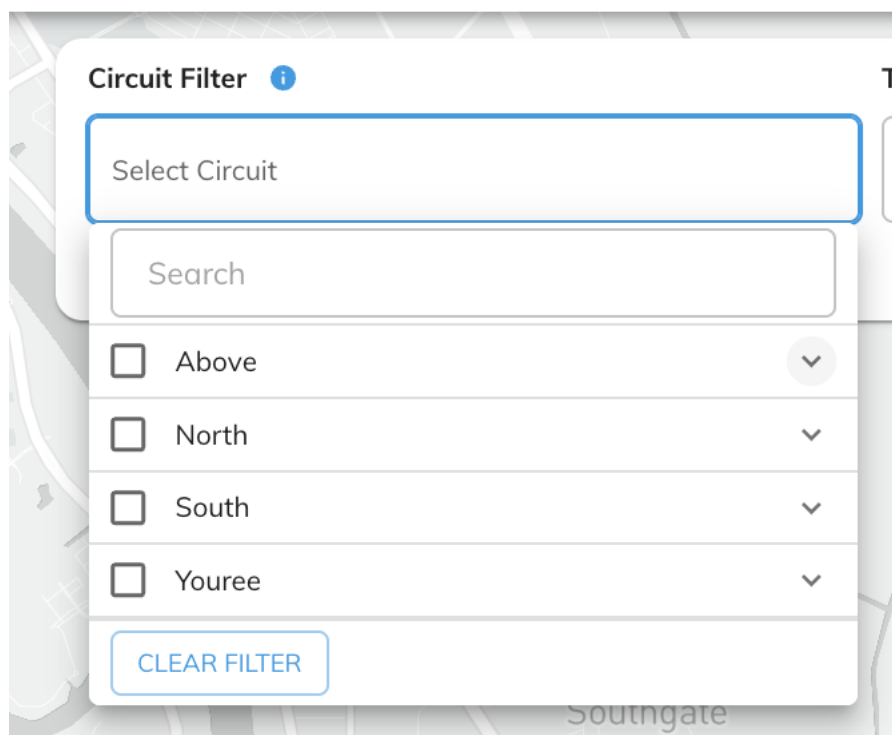 Circuit Filter
Select Circuit
Search
Above
North
South
Youree
CLEAR FILTER
Southgate